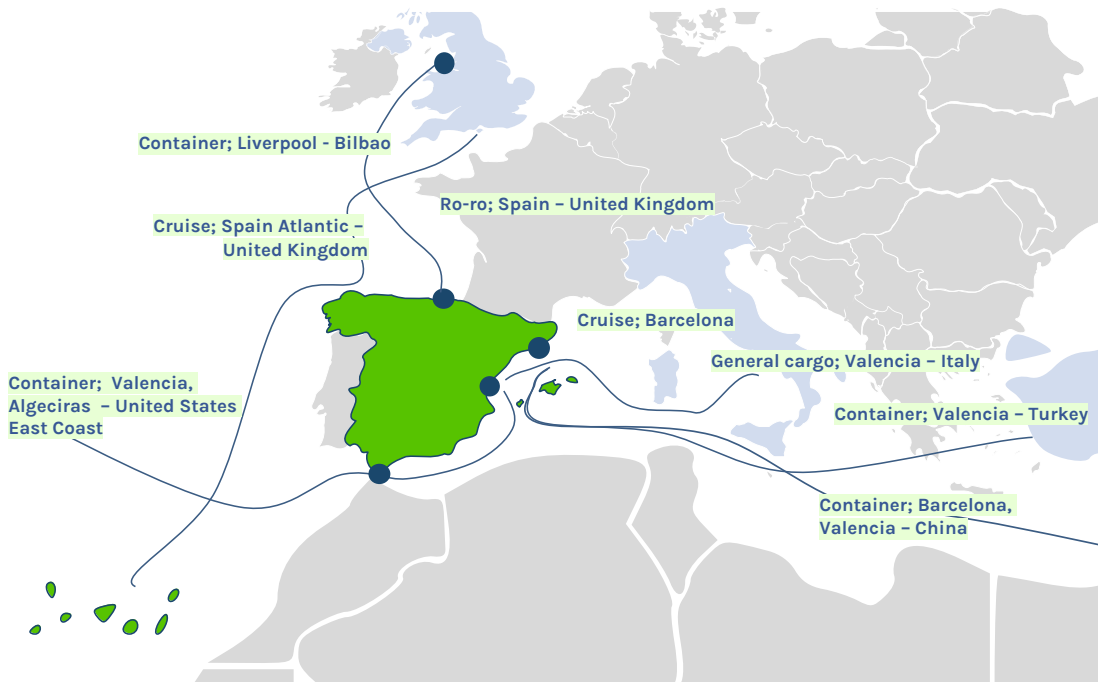 Container; Liverpool - Bilbao
Ro-ro; Spain – United Kingdom
Cruise; Spain Atlantic –
United Kingdom
Cruise; Barcelona
General cargo; Valencia – Italy
Container; Valencia,
Algeciras – United States
East Coast
Container; Valencia – Turkey
Container; Barcelona,
Valencia – China